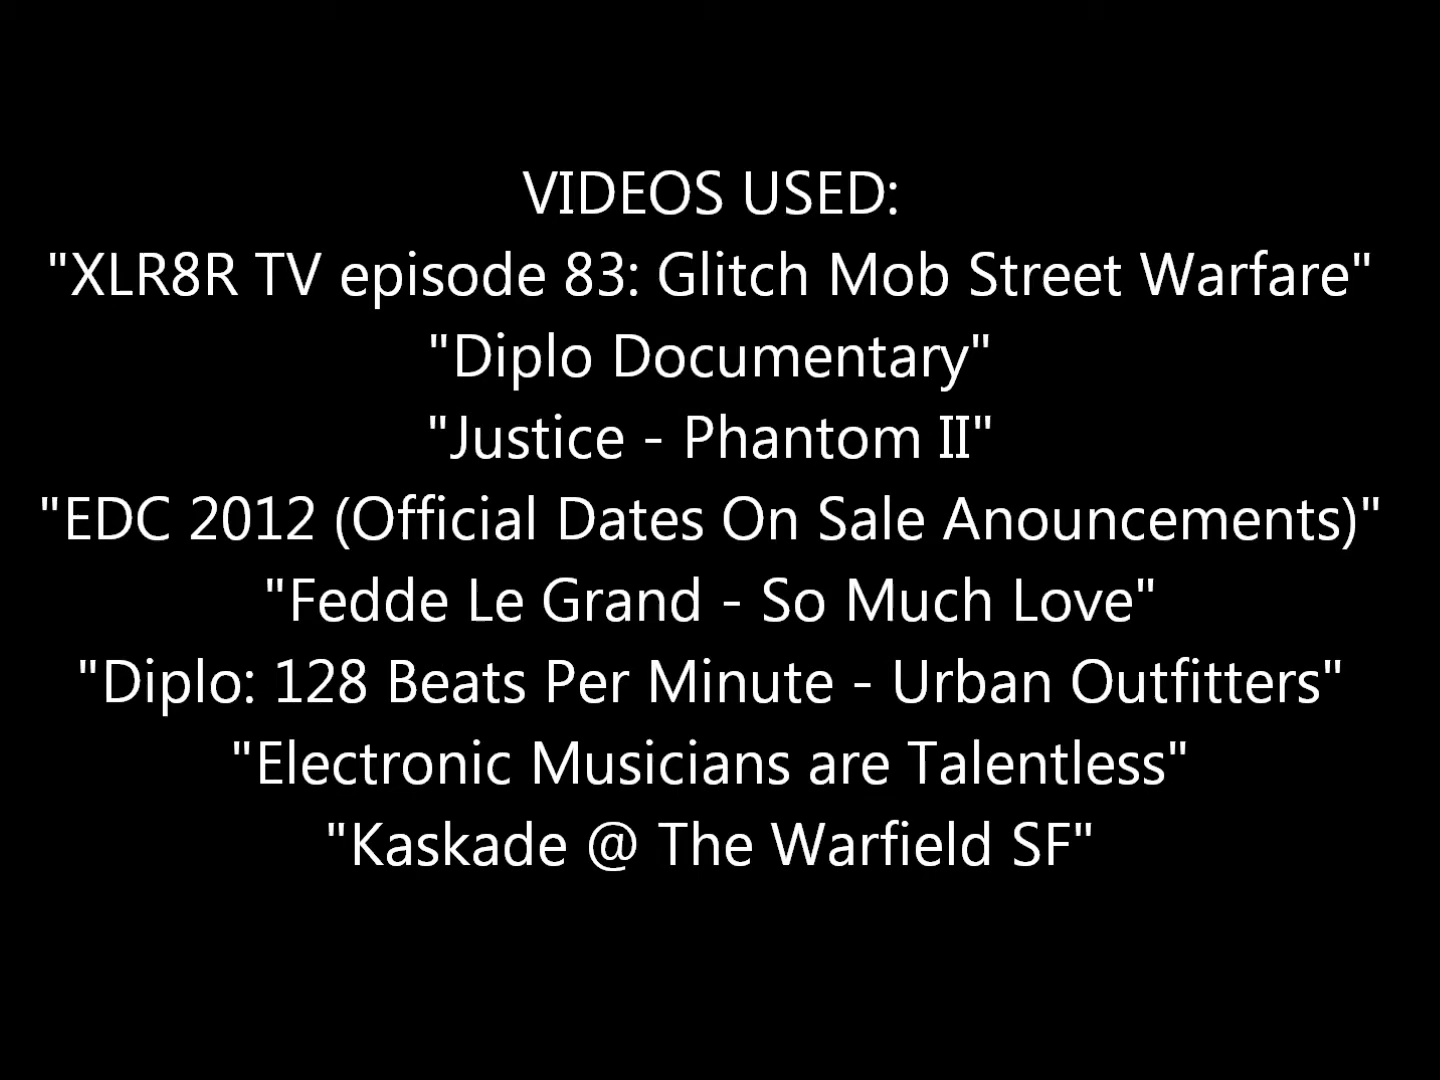 VIDEOS USED:
"XLR8R TV episode 83: Glitch Mob Street Warfare"
"Diplo Documentary"
"Justice - Phantom II"
"EDC 2012 (Official Dates On Sale Anouncements)"
"Fedde Le Grand - So Much Love"
"Diplo: 128 Beats Per Minute - Urban Outfitters"
"Electronic Musicians are Talentless"
"Kaskade @ The Warfield SF"